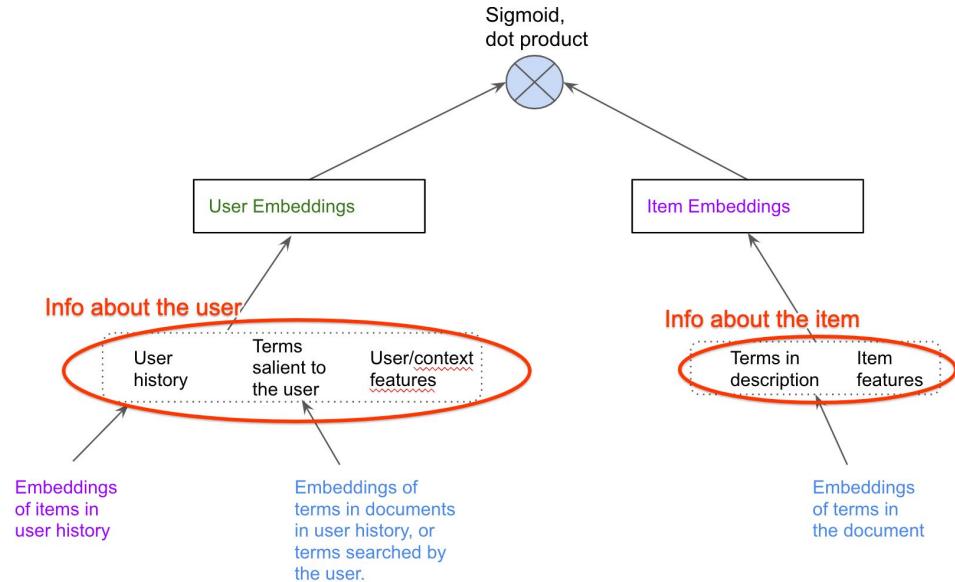 Sigmoid,
dot product
User Embeddings
Item Embeddings
Info about the user
User
history
Terms
salient to
the user
User/context
features
Info about the item
Terms in
description
Item
features
Embeddings
of items in
user history
Embeddings of
terms in documents
in user history, or
terms searched by
the user.
Embeddings
of terms in
the document